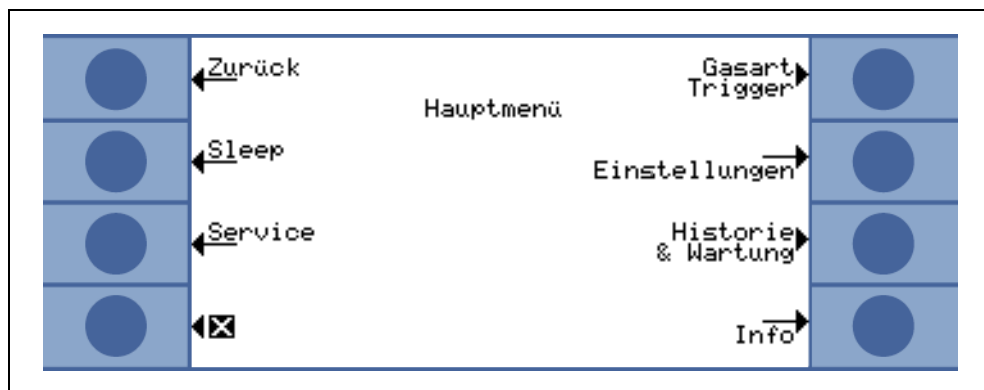 Zurück
Gasart
Trigger
Hauptmenü
Sleep
Einstellungen
Service
Historie
& Wartung
Info